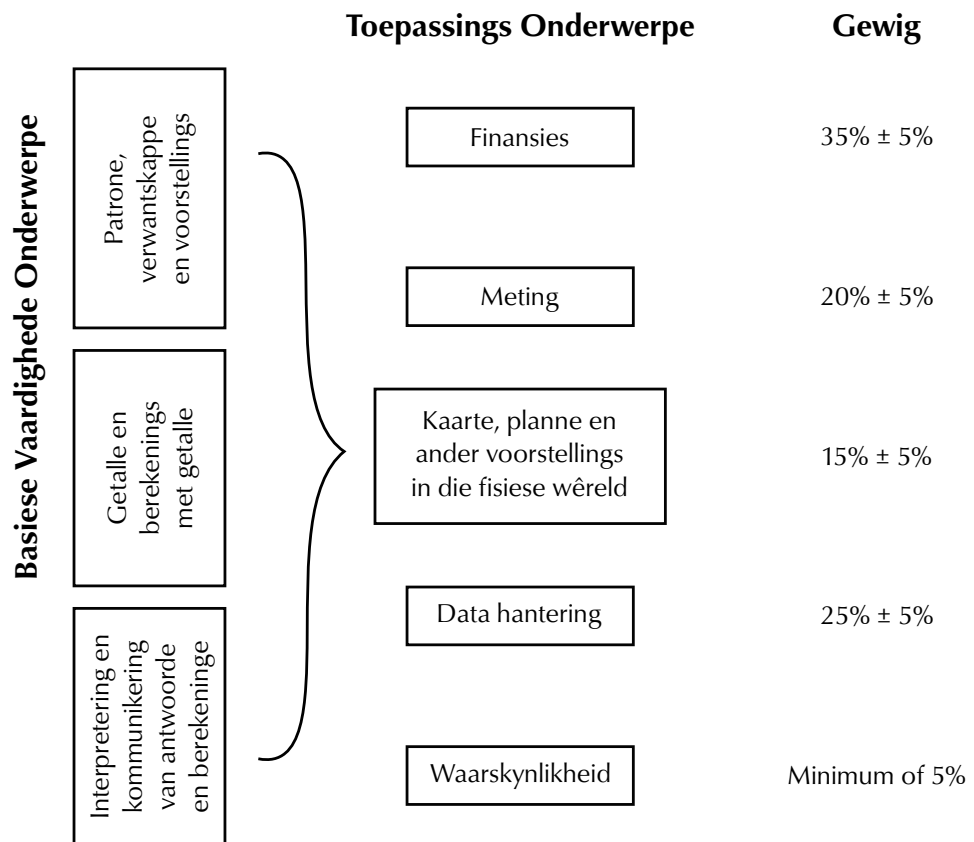 Toepassings Onderwerpe
Gewig
Basiese Vaardighede Onderwerpe
Patrone,
verwantskappe
en voorstellings
Getalle en
berekenings
met getalle
Interpretering en
kommunikering
van antwoorde
en berekeninge
Finansies
35% ± 5%
Meting
20% ± 5%
Kaarte, planne en
ander voorstellings
in die fisiese wêreld
15% ± 5%
Data hantering
25% ± 5%
Waarskynlikheid
Minimum of 5%